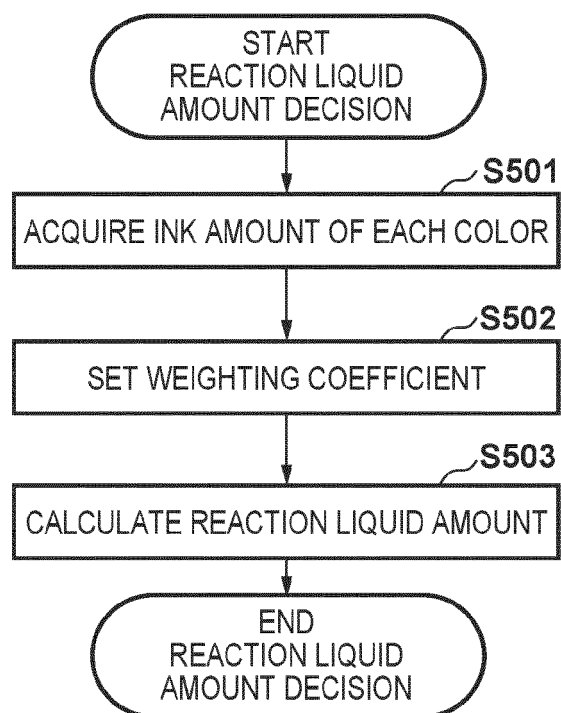 START
REACTION LIQUID
AMOUNT DECISION
S501
ACQUIRE INK AMOUNT OF EACH COLOR
S502
SET WEIGHTING COEFFICIENT
S503
CALCULATE REACTION LIQUID AMOUNT
END
REACTION LIQUID
AMOUNT DECISION